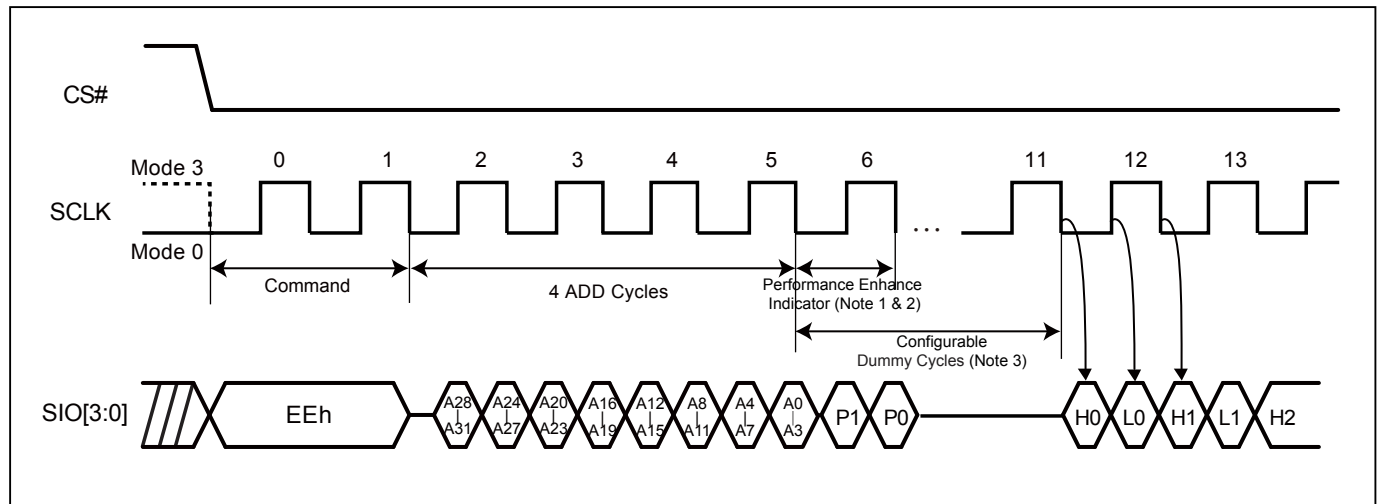 CS#
Mode 3
0 1 2 3 4 5 6 11 12 13
SCLK
...
Mode 0
Command
4 ADD Cycles
Performance Enhance
Indicator (Note 1 & 2)
Configurable
Dummy Cycles (Note 3)
SIO[3:0]
EEh
A28 | A31
A24 | A27
A20 | A23
A16 | A19
A12 | A15
A8 | A11
A4 | A7
A0 | A3
P1
P0
H0
L0
H1
L1
H2